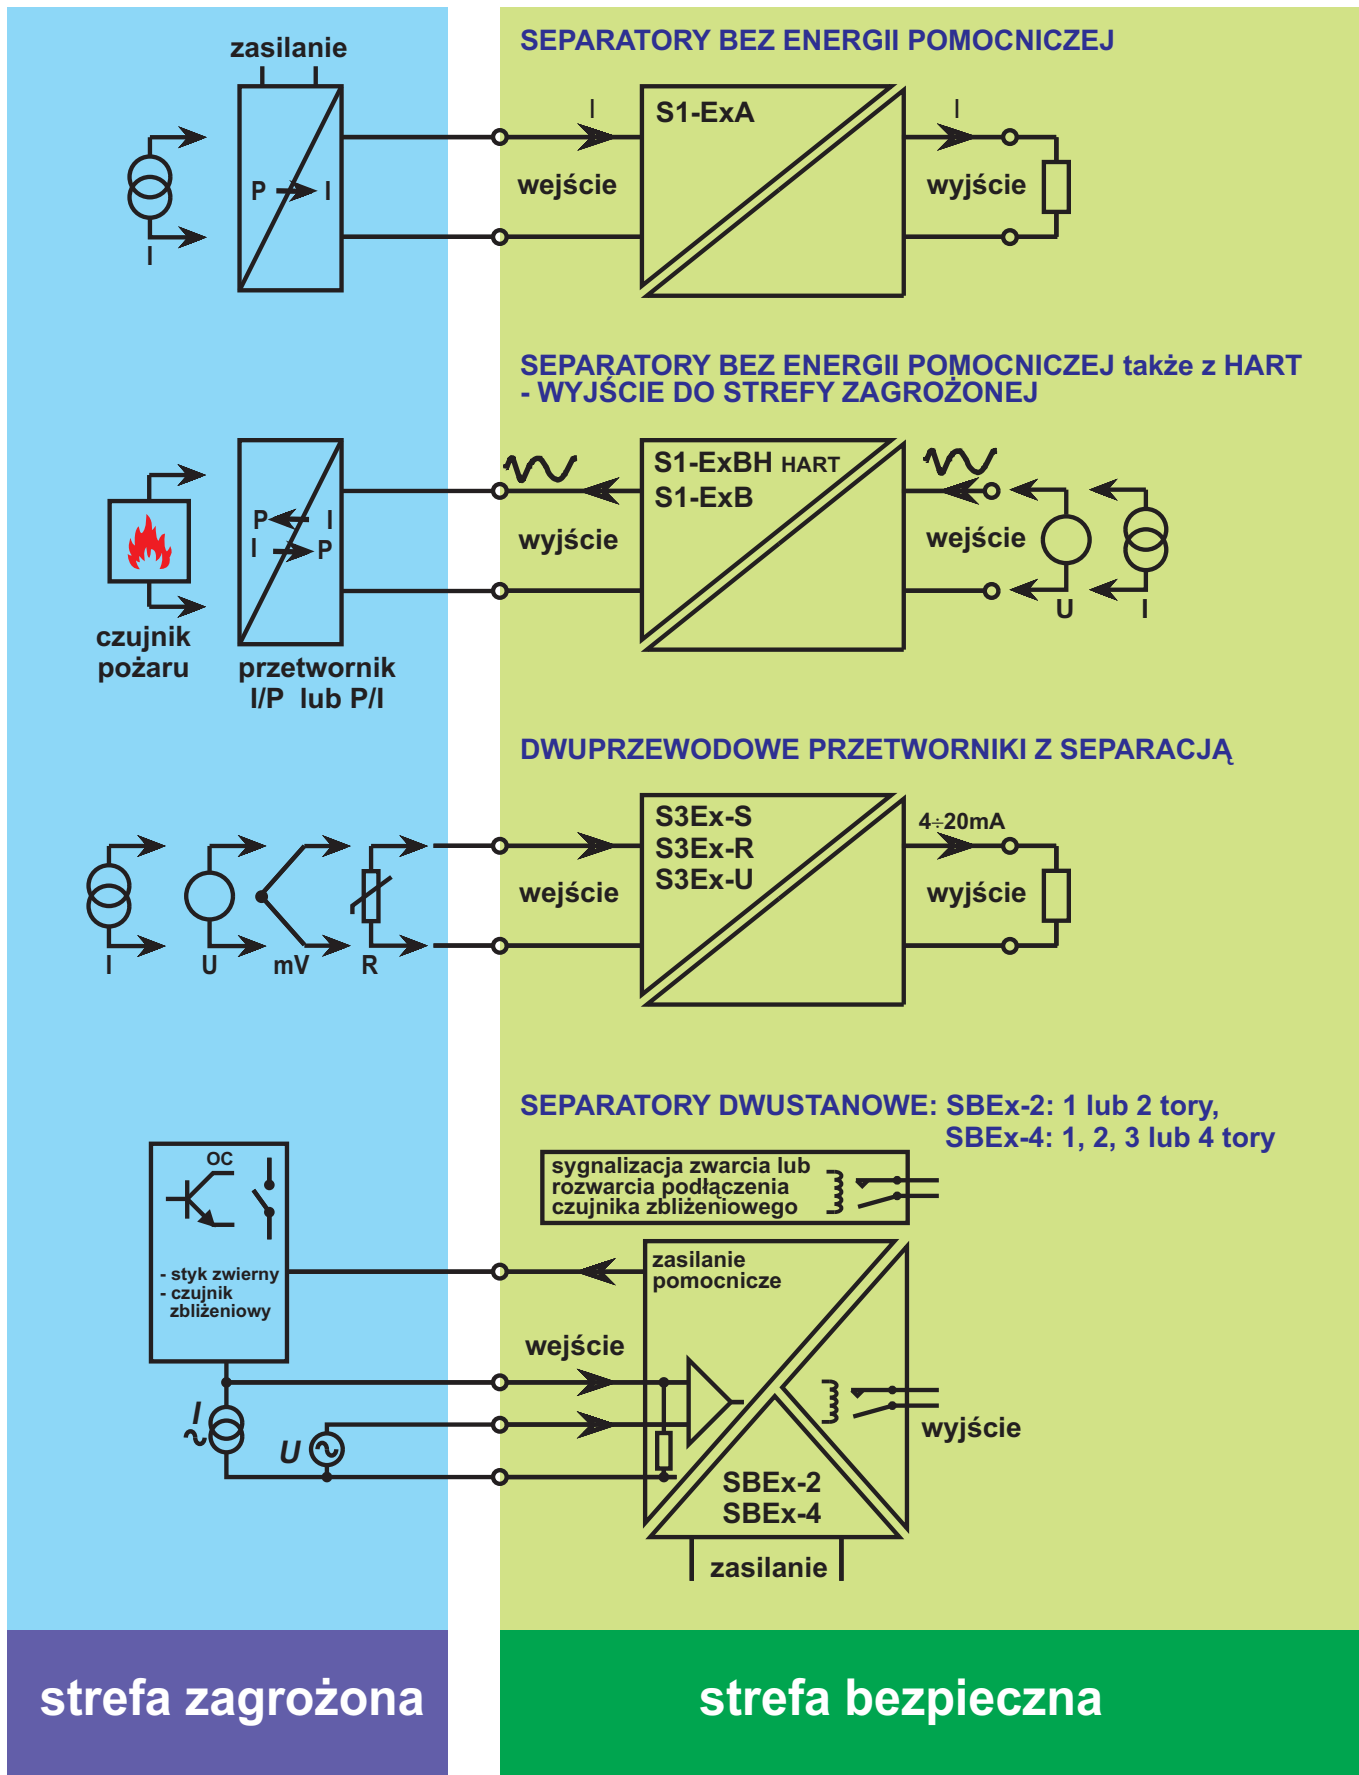 SEPARATORY BEZ ENERGII POMOCNICZEJ
zasilanie
I
S1-ExA
I
wejście
wyjście
P
I
I
SEPARATORY BEZ ENERGII POMOCNICZEJ także z HART
- WYJŚCIE DO STREFY ZAGROŻONEJ
S1-ExBH HART
S1-ExB
P
I
I
P
wyjście
wejście
U
I
czujnik
pożaru
przetwornik
I/P lub P/I
DWUPRZEWODOWE PRZETWORNIKI Z SEPARACJĄ
S3Ex-S
S3Ex-R
S3Ex-U
4÷20mA
wejście
wyjście
I
U
mV
R
SEPARATORY DWUSTANOWE: SBEx-2: 1 lub 2 tory,
SBEx-4: 1, 2, 3 lub 4 tory
OC
sygnalizacja zwarcia lub
rozwarcia podłączenia
czujnika zbliżeniowego
- styk zwierny
- czujnik
zbliżeniowy
zasilanie
pomocnicze
wejście
I
U
wyjście
SBEx-2
SBEx-4
zasilanie
strefa zagrożona
strefa bezpieczna